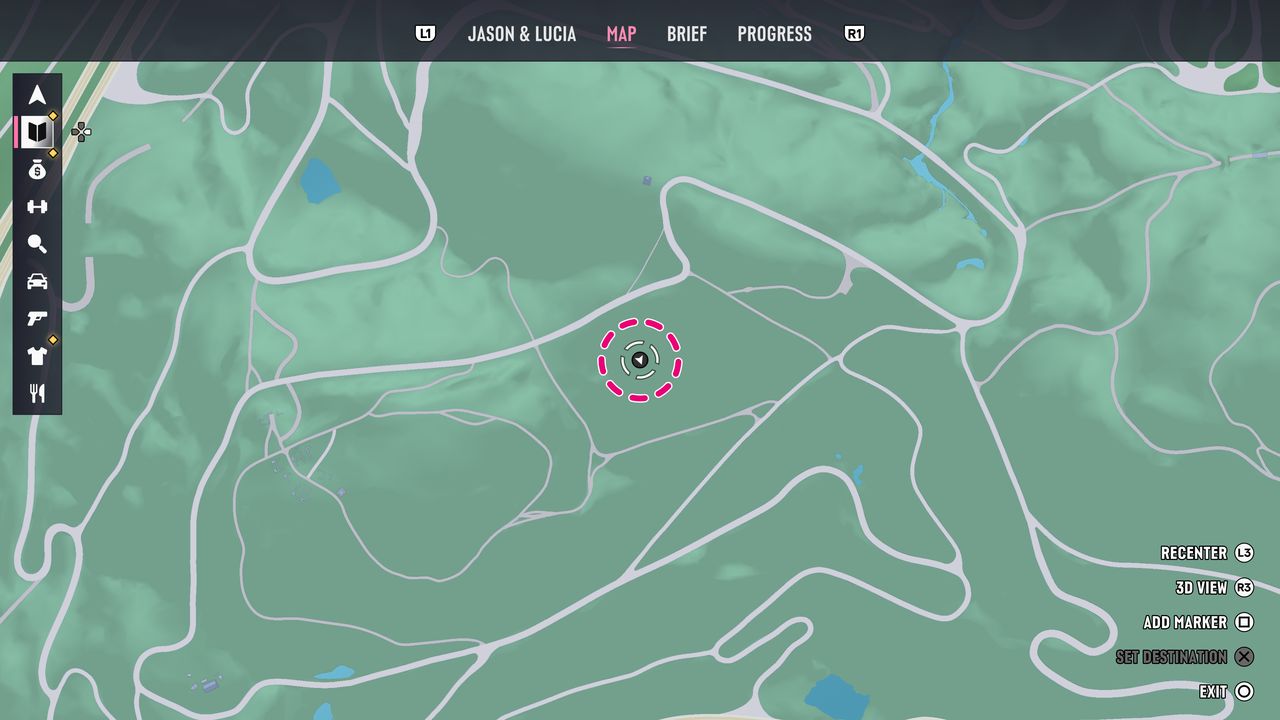 L1 JASON & LUCIA MAP BRIEF PROGRESS R1
$
RECENTER L3
3D VIEW R3
ADD MARKER
SET DESTINATION
EXIT